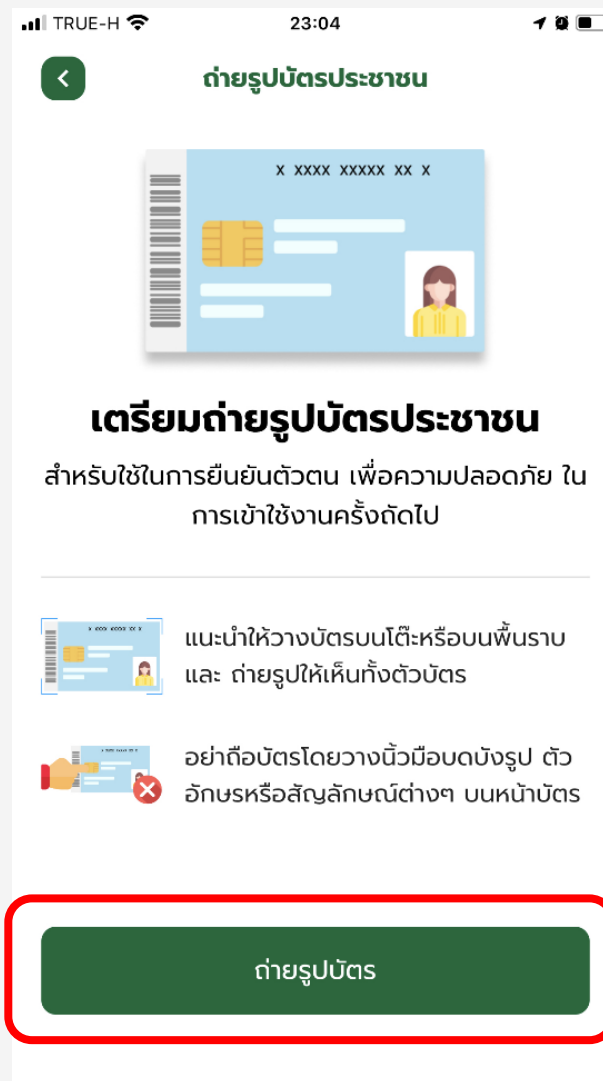 TRUE-H
23:04
ถ่ายรูปบัตรประชาชน
X XXXX XXXXX XX X
เตรียมถ่ายรูปบัตรประชาชน
สำหรับใช้ในการยืนยันตัวตน เพื่อความปลอดภัย ใน
การเข้าใช้งานครั้งถัดไป
X XXXX XXXXX XX X
แนะนำให้วางบัตรบนโต๊ะหรือบนพื้นราบ
และ ถ่ายรูปให้เห็นทั้งตัวบัตร
X XXXX XXXXX XX X
อย่าถือบัตรโดยวางนิ้วมือบดบังรูป ตัว
อักษรหรือสัญลักษณ์ต่างๆ บนหน้าบัตร
ถ่ายรูปบัตร